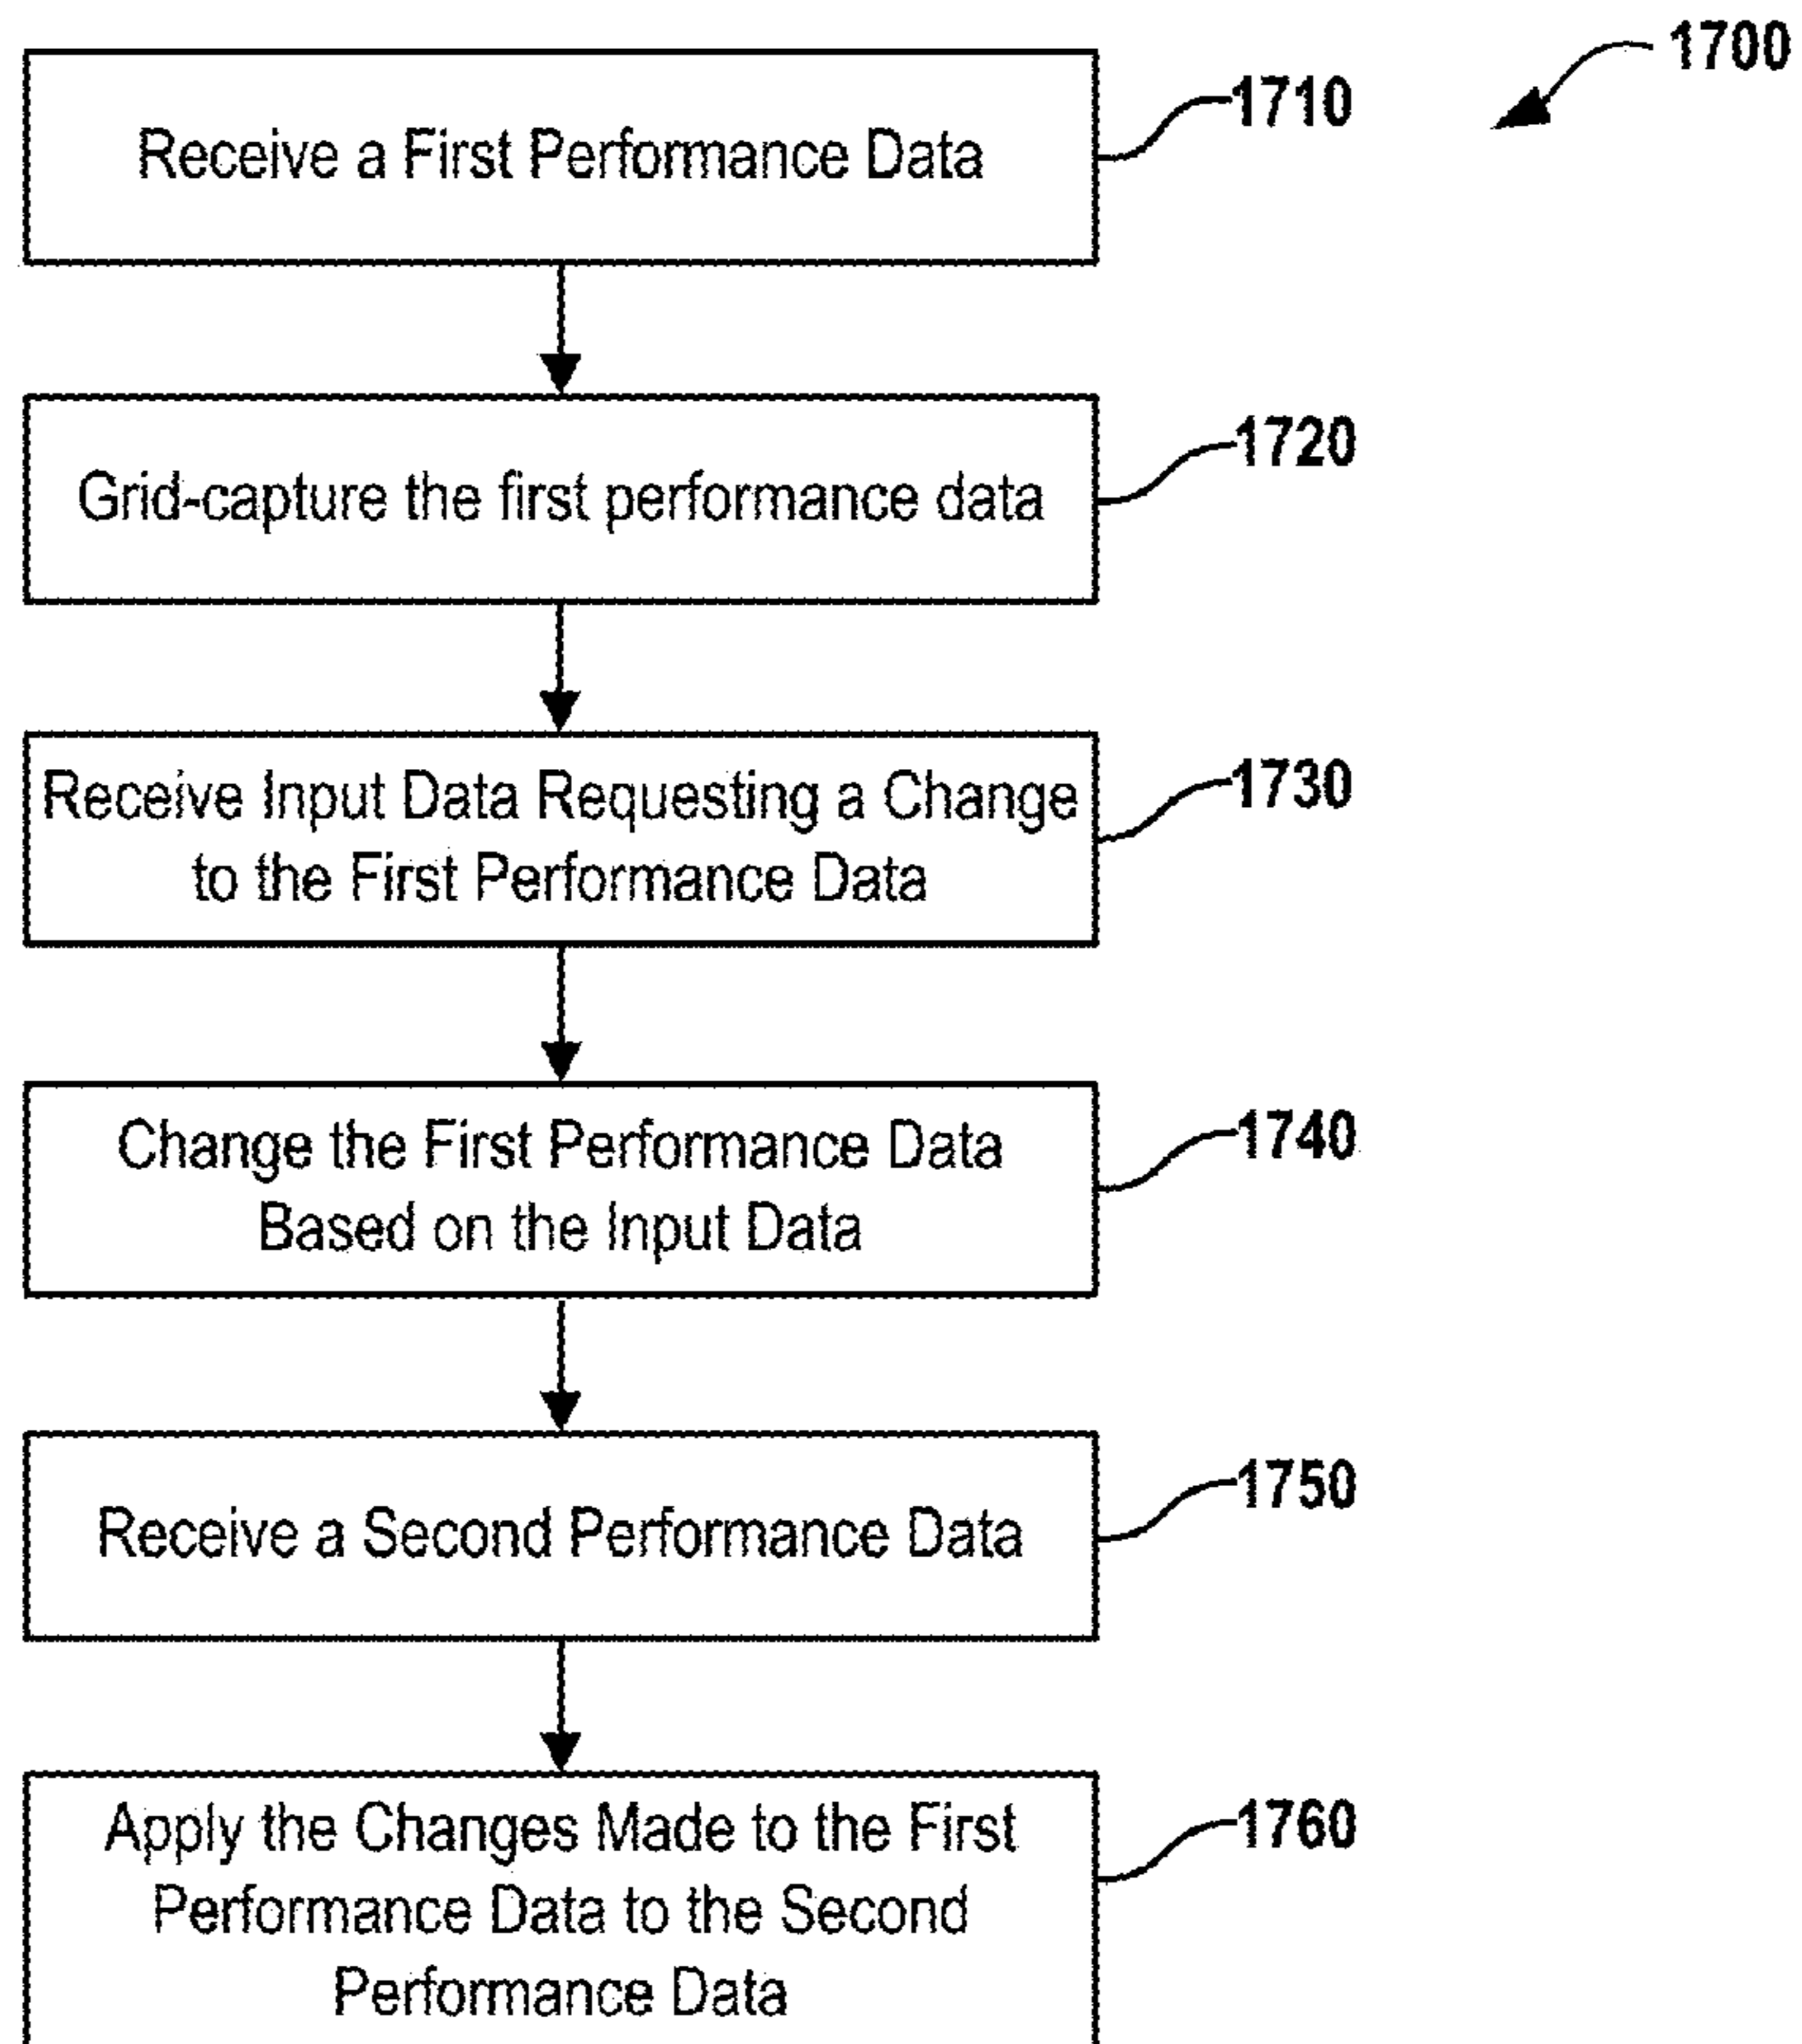 1700
1710
Receive a First Performance Data
1720
Grid-capture the first performance data
1730
Receive Input Data Requesting a Change
to the First Performance Data
1740
Change the First Performance Data
Based on the Input Data
1750
Receive a Second Performance Data
1760
Apply the Changes Made to the First
Performance Data to the Second
Performance Data